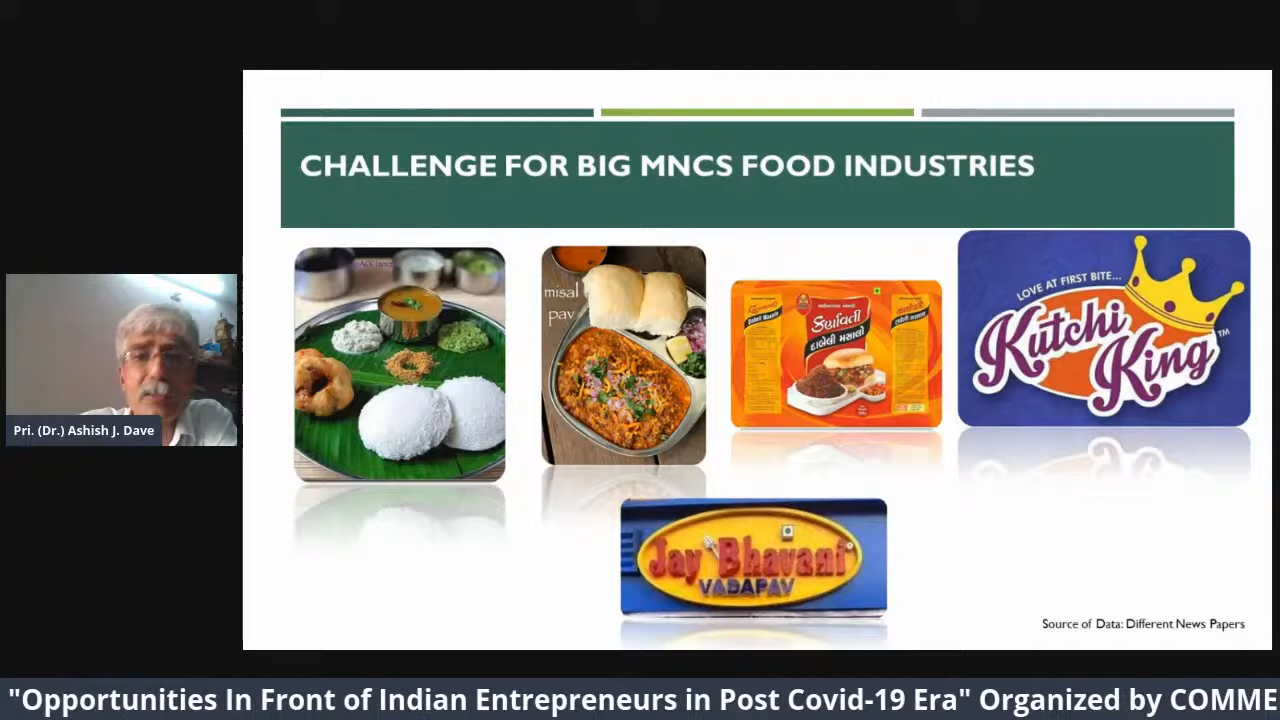 CHALLENGE FOR BIG MNCS FOOD INDUSTRIES
misal
pav
કર્ણાવતી
દાબેલી મસાલો
LOVE AT FIRST BITE...
Kutchi
King
TM
Jay Bhavani
VADAPAV
Source of Data: Different News Papers
Pri. (Dr.) Ashish J. Dave
"Opportunities In Front of Indian Entrepreneurs in Post Covid-19 Era" Organized by COMME